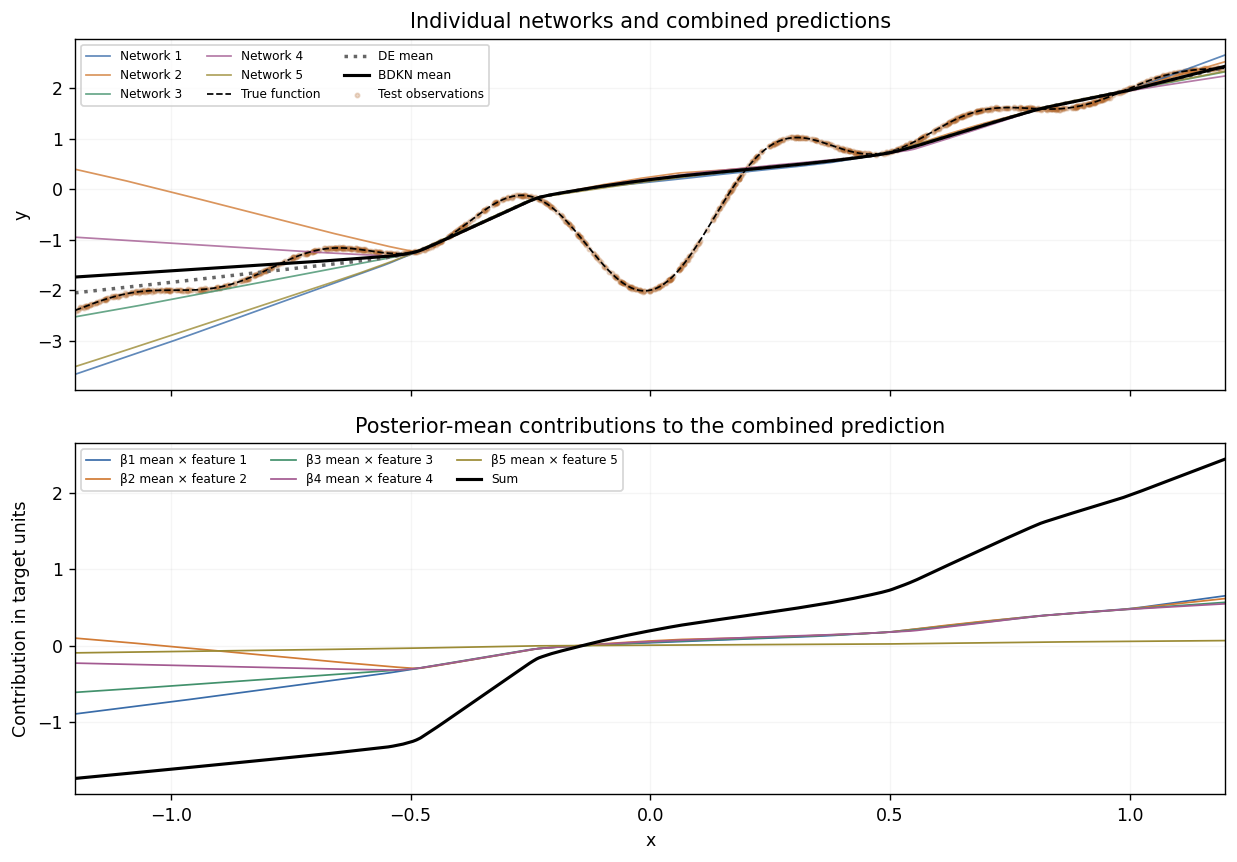 Individual networks and combined predictions
Network 1 Network 4 DE mean
Network 2 Network 5 BDKN mean
Network 3 True function Test observations
2
1
0
−1
−2
−3
y
Posterior-mean contributions to the combined prediction
β1 mean × feature 1 β3 mean × feature 3 β5 mean × feature 5
β2 mean × feature 2 β4 mean × feature 4 Sum
2
1
0
−1
Contribution in target units
−1.0 −0.5 0.0 0.5 1.0
x